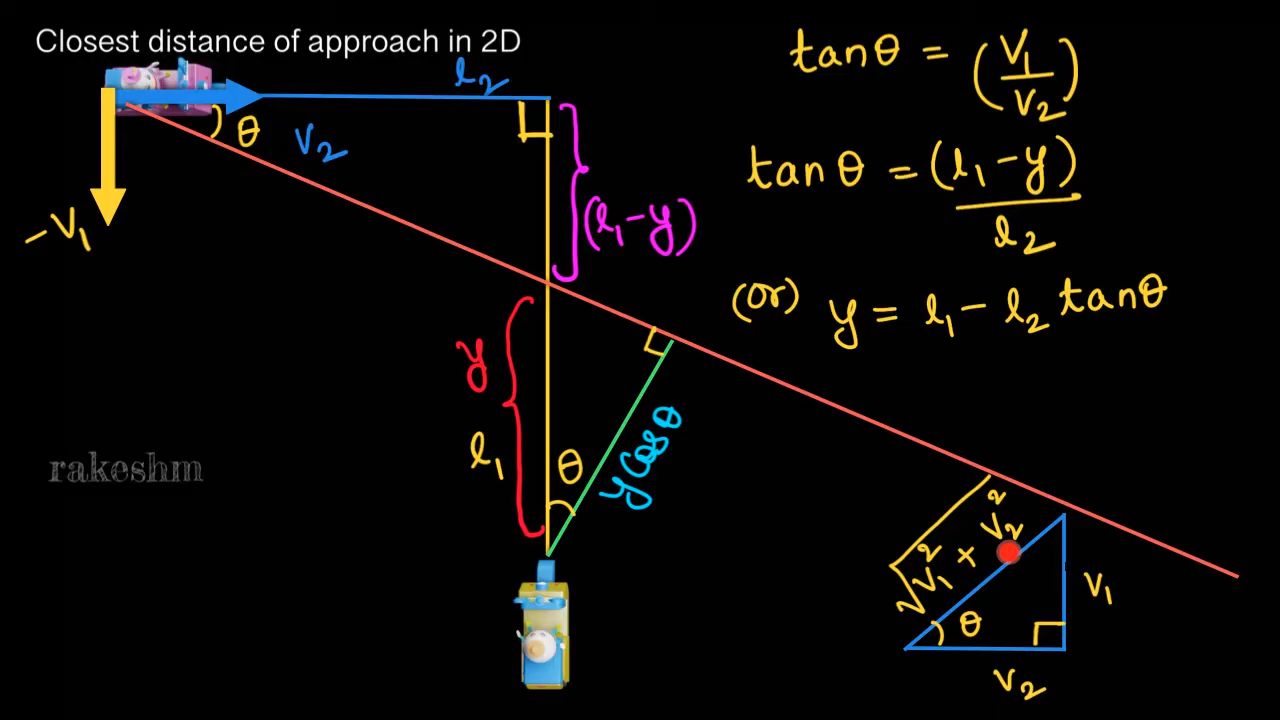 Closest distance of approach in 2D
l₂
θ
V₂
-V₁
(l₁-y)
y
l₁
θ
y cosθ
rakeshm
tanθ = (V₁/V₂)
tanθ = (l₁-y)/l₂
(or) y = l₁ - l₂ tanθ
√V₁² + V₂²
θ
V₁
V₂